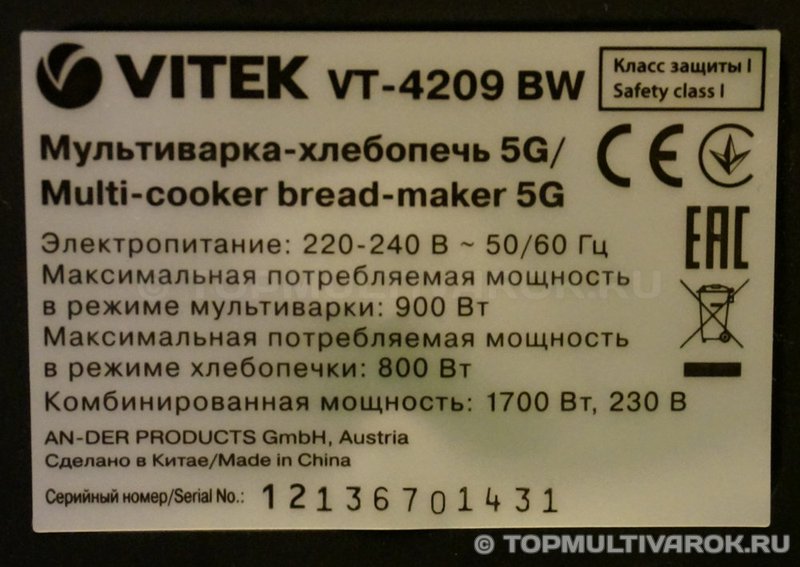 VITEK VT-4209 BW
Класс защиты I
Safety class I
Мультиварка-хлебопечь 5G/
Multi-cooker bread-maker 5G
CE
EAC
Электропитание: 220-240 В ~ 50/60 Гц
Максимальная потребляемая мощность
в режиме мультиварки: 900 Вт
Максимальная потребляемая мощность
в режиме хлебопечки: 800 Вт
Комбинированная мощность: 1700 Вт, 230 В
AN-DER PRODUCTS GmbH, Austria
Сделано в Китае/Made in China
Серийный номер/Serial No.: 12136701431
© TOPMULTIVAROK.RU